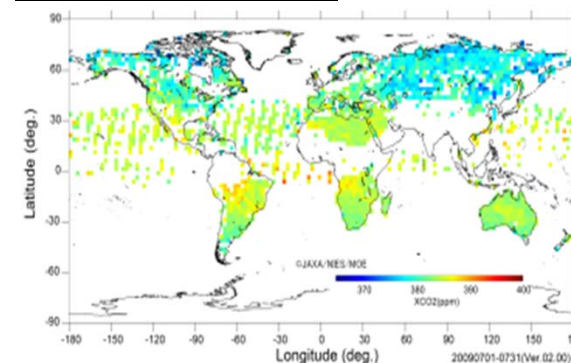 90
60
30
0
-30
-60
-90
Latitude (deg.)
©JAXA/NIES/MOE
370 380 390 400
XCO2(ppm)
-180 -150 -120 -90 -60 -30 0 30 60 90 120 150
Longitude (deg.)
20090701-0731(Ver.02.00)